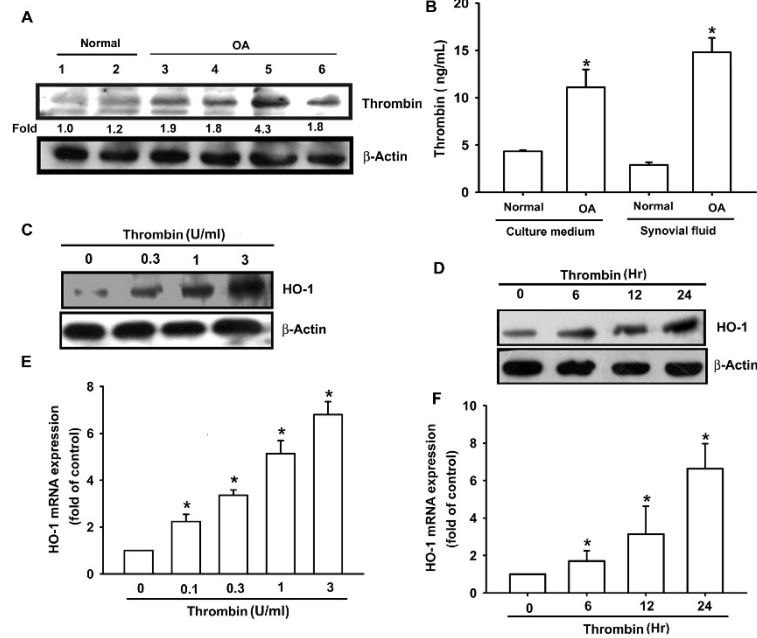 A
Normal OA
1 2 3 4 5 6
Thrombin
Fold 1.0 1.2 1.9 1.8 4.3 1.8
β-Actin
B
Thrombin ( ng/mL)
20
15
10
5
0
* *
Normal OA Normal OA
Culture medium Synovial fluid
C
Thrombin (U/ml)
0 0.3 1 3
HO-1
β-Actin
D
Thrombin (Hr)
0 6 12 24
HO-1
β-Actin
E
HO-1 mRNA expression
(fold of control)
8
6
4
2
0
* * * *
0 0.1 0.3 1 3
Thrombin (U/ml)
F
HO-1 mRNA expression
(fold of control)
10
8
6
4
2
0
* * *
0 6 12 24
Thrombin (Hr)